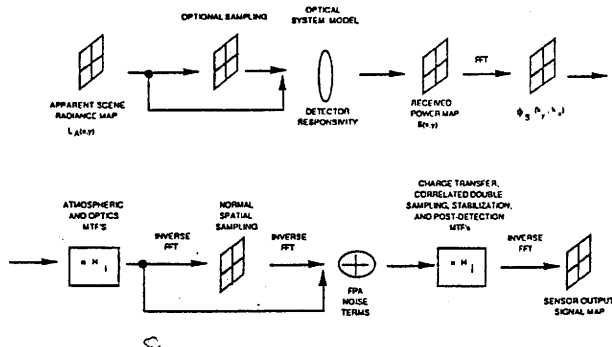 OPTIONAL SAMPLING
OPTICAL
SYSTEM MODEL
FFT
APPARENT SCENE
RADIANCE MAP
L A(x,y)
DETECTOR
RESPONSIVITY
RECEIVED
POWER MAP
S(x,y)
ATMOSPHERIC
AND OPTICS
MTF'S
INVERSE
FFT
NORMAL
SPATIAL
SAMPLING
INVERSE
FFT
FPA
NOISE
TERMS
CHARGE TRANSFER,
CORRELATED DOUBLE
SAMPLING, STABILIZATION,
AND POST-DETECTION
MTF's
INVERSE
FFT
SENSOR OUTPUT
SIGNAL MAP